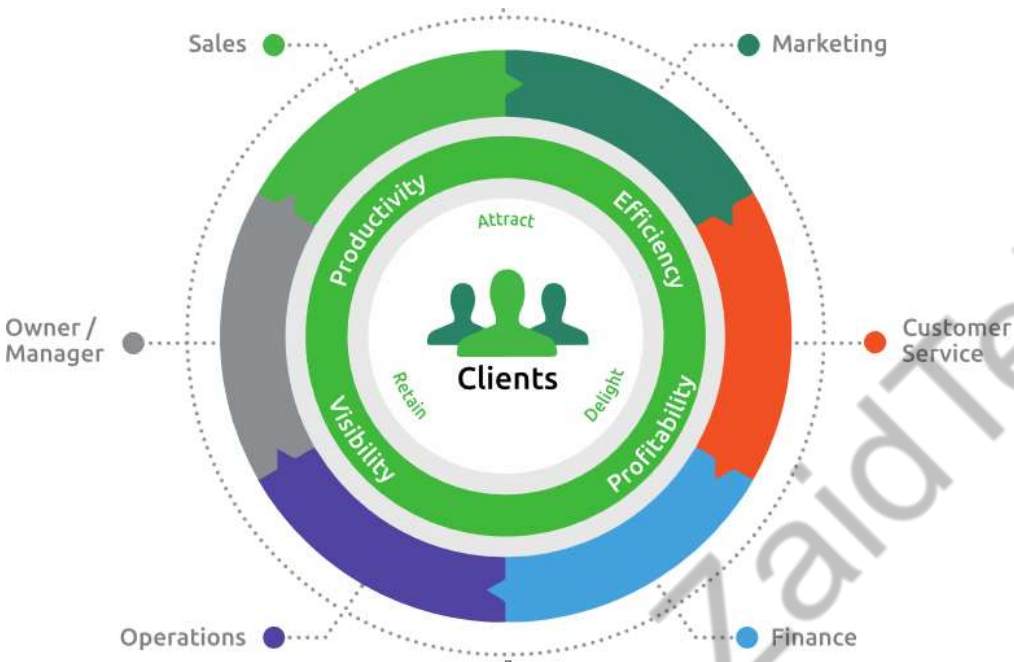 Sales
Marketing
Productivity
Efficiency
Attract
Owner /
Manager
Customer
Service
Clients
Retain
Delight
Visibility
Profitability
Operations
Finance